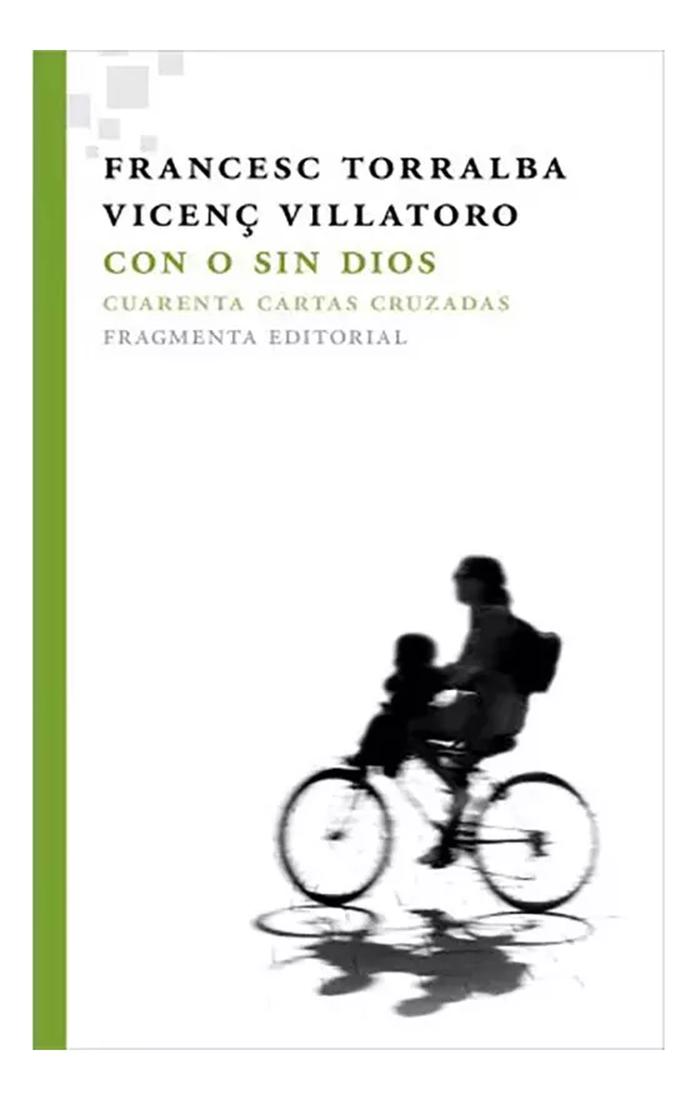 FRANCESC TORRALBA
VICENÇ VILLATORO
CON O SIN DIOS
CUARENTA CARTAS CRUZADAS
FRAGMENTA EDITORIAL